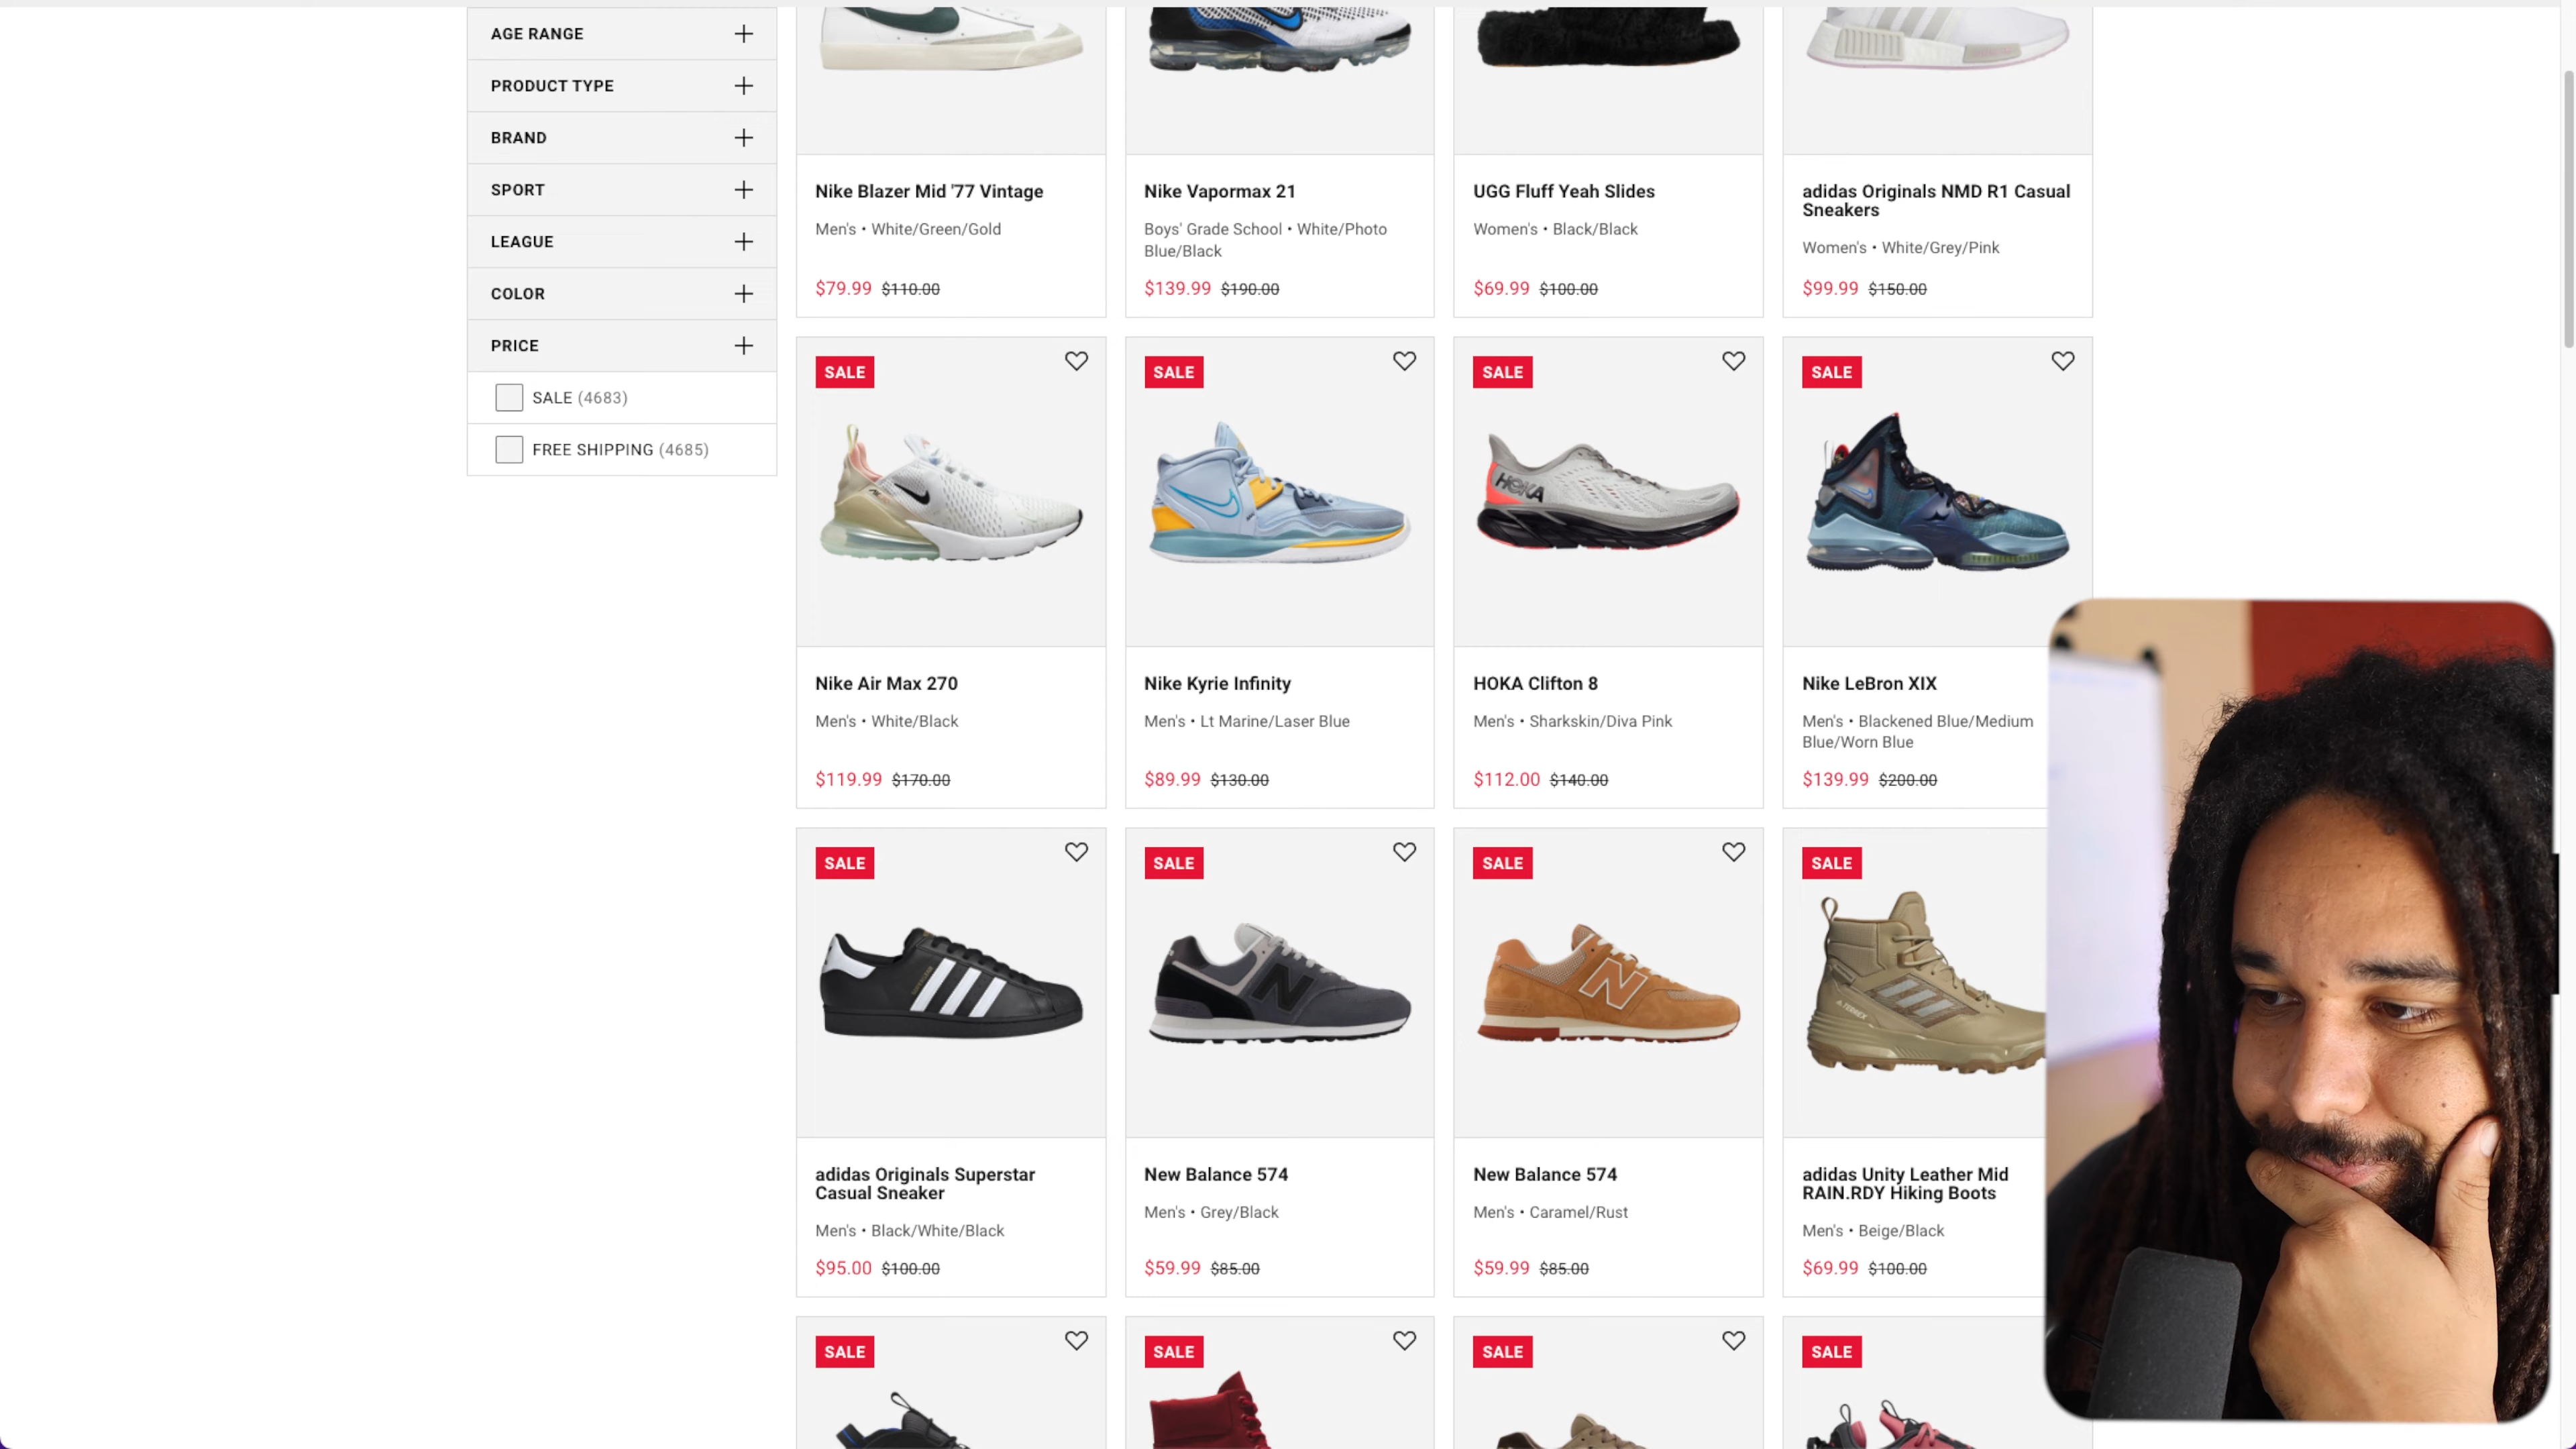 AGE RANGE
PRODUCT TYPE
BRAND
SPORT
LEAGUE
COLOR
PRICE
SALE (4683)
FREE SHIPPING (4685)
Nike Blazer Mid '77 Vintage
Men's • White/Green/Gold
$79.99 $110.00
Nike Vapormax 21
Boys' Grade School • White/Photo
Blue/Black
$139.99 $190.00
UGG Fluff Yeah Slides
Women's • Black/Black
$69.99 $100.00
adidas Originals NMD R1 Casual
Sneakers
Women's • White/Grey/Pink
$99.99 $150.00
SALE
Nike Air Max 270
Men's • White/Black
$119.99 $170.00
SALE
Nike Kyrie Infinity
Men's • Lt Marine/Laser Blue
$89.99 $130.00
SALE
HOKA
HOKA Clifton 8
Men's • Sharkskin/Diva Pink
$112.00 $140.00
SALE
Nike LeBron XIX
Men's • Blackened Blue/Medium
Blue/Worn Blue
$139.99 $200.00
SALE
adidas Originals Superstar
Casual Sneaker
Men's • Black/White/Black
$95.00 $100.00
SALE
N
New Balance 574
Men's • Grey/Black
$59.99 $85.00
SALE
N
New Balance 574
Men's • Caramel/Rust
$59.99 $85.00
SALE
TERREX
adidas Unity Leather Mid
RAIN.RDY Hiking Boots
Men's • Beige/Black
$69.99 $100.00
SALE
SALE
SALE
SALE